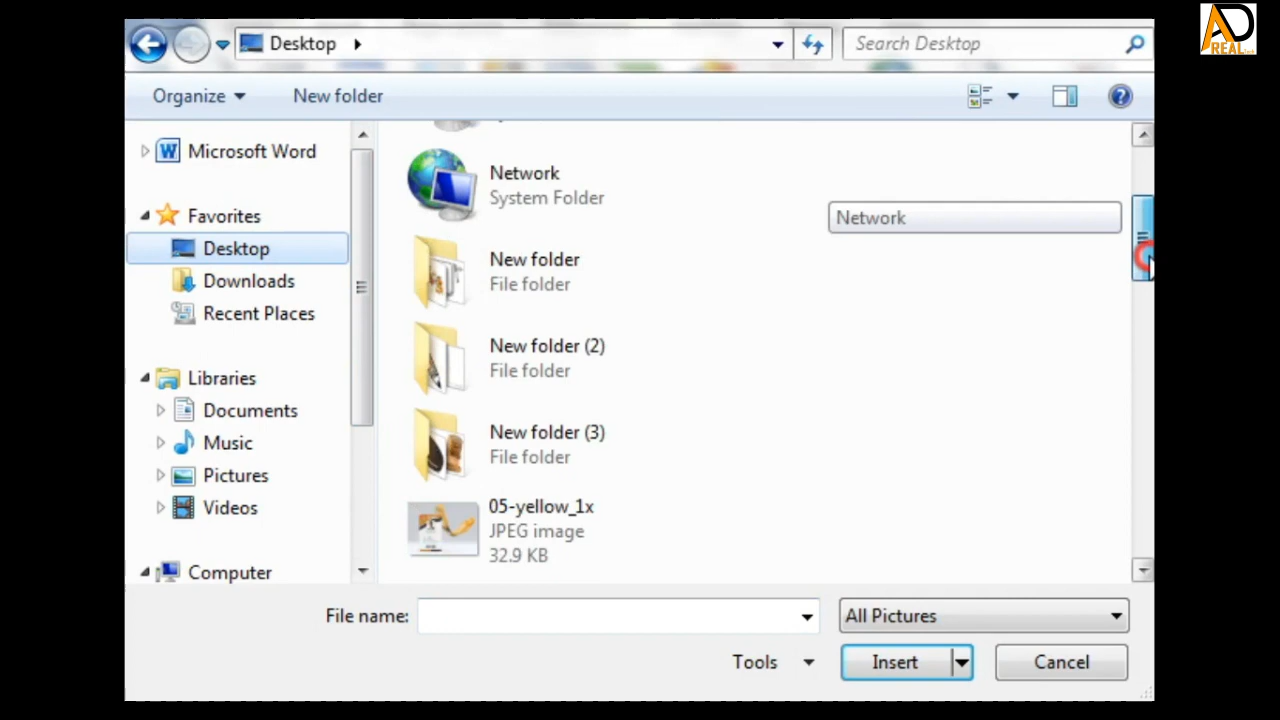 AD
REAL
Desktop
Search Desktop
Organize
New folder
Microsoft Word
Favorites
Desktop
Downloads
Recent Places
Libraries
Documents
Music
Pictures
Videos
Computer
Network
System Folder
Network
New folder
File folder
New folder (2)
File folder
New folder (3)
File folder
05-yellow_1x
JPEG image
32.9 KB
File name:
All Pictures
Tools
Insert
Cancel